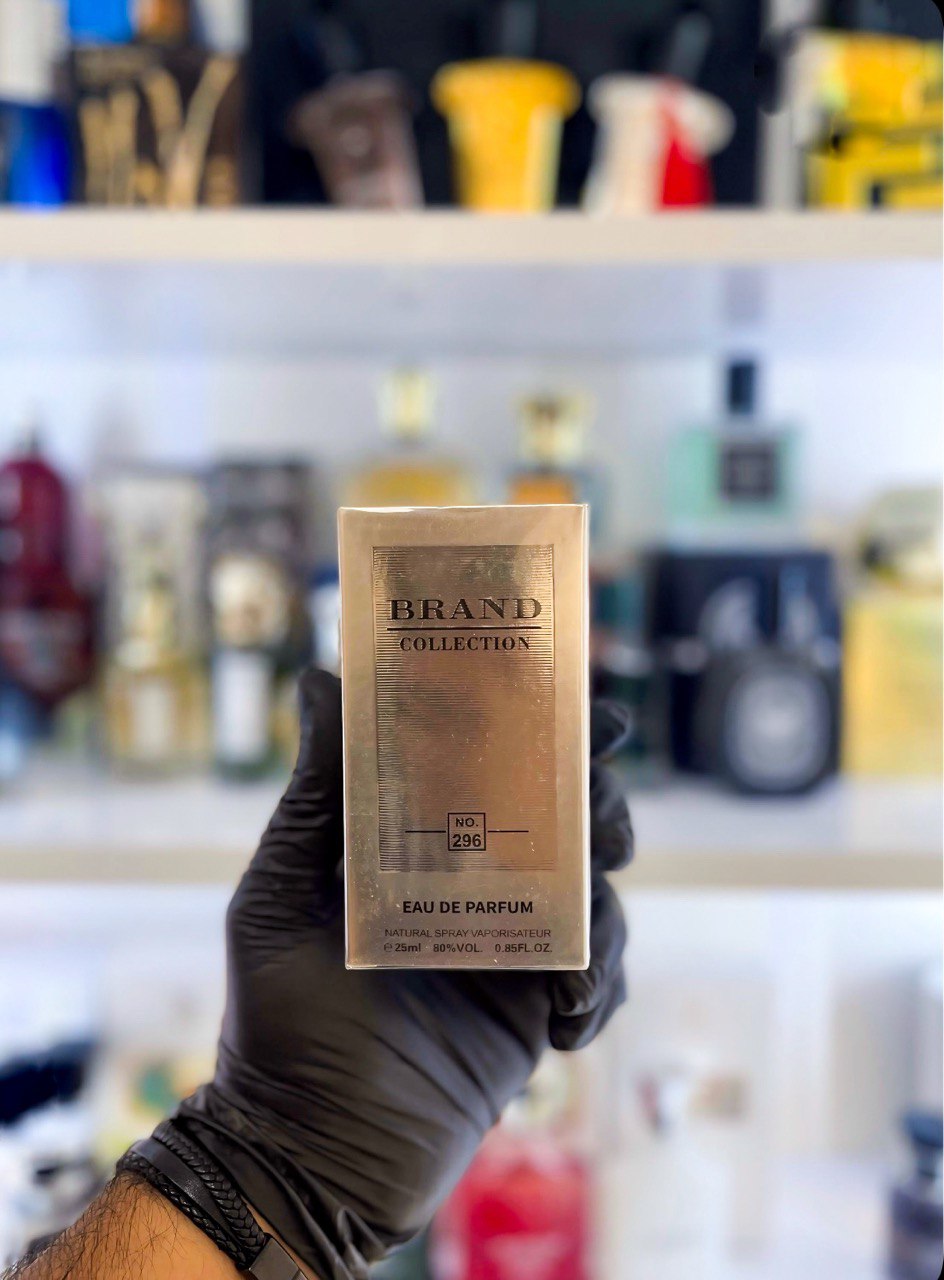 BRAND
COLLECTION
NO.
296
EAU DE PARFUM
NATURAL SPRAY VAPORISATEUR
℮25ml 80%VOL. 0.85FL.OZ.